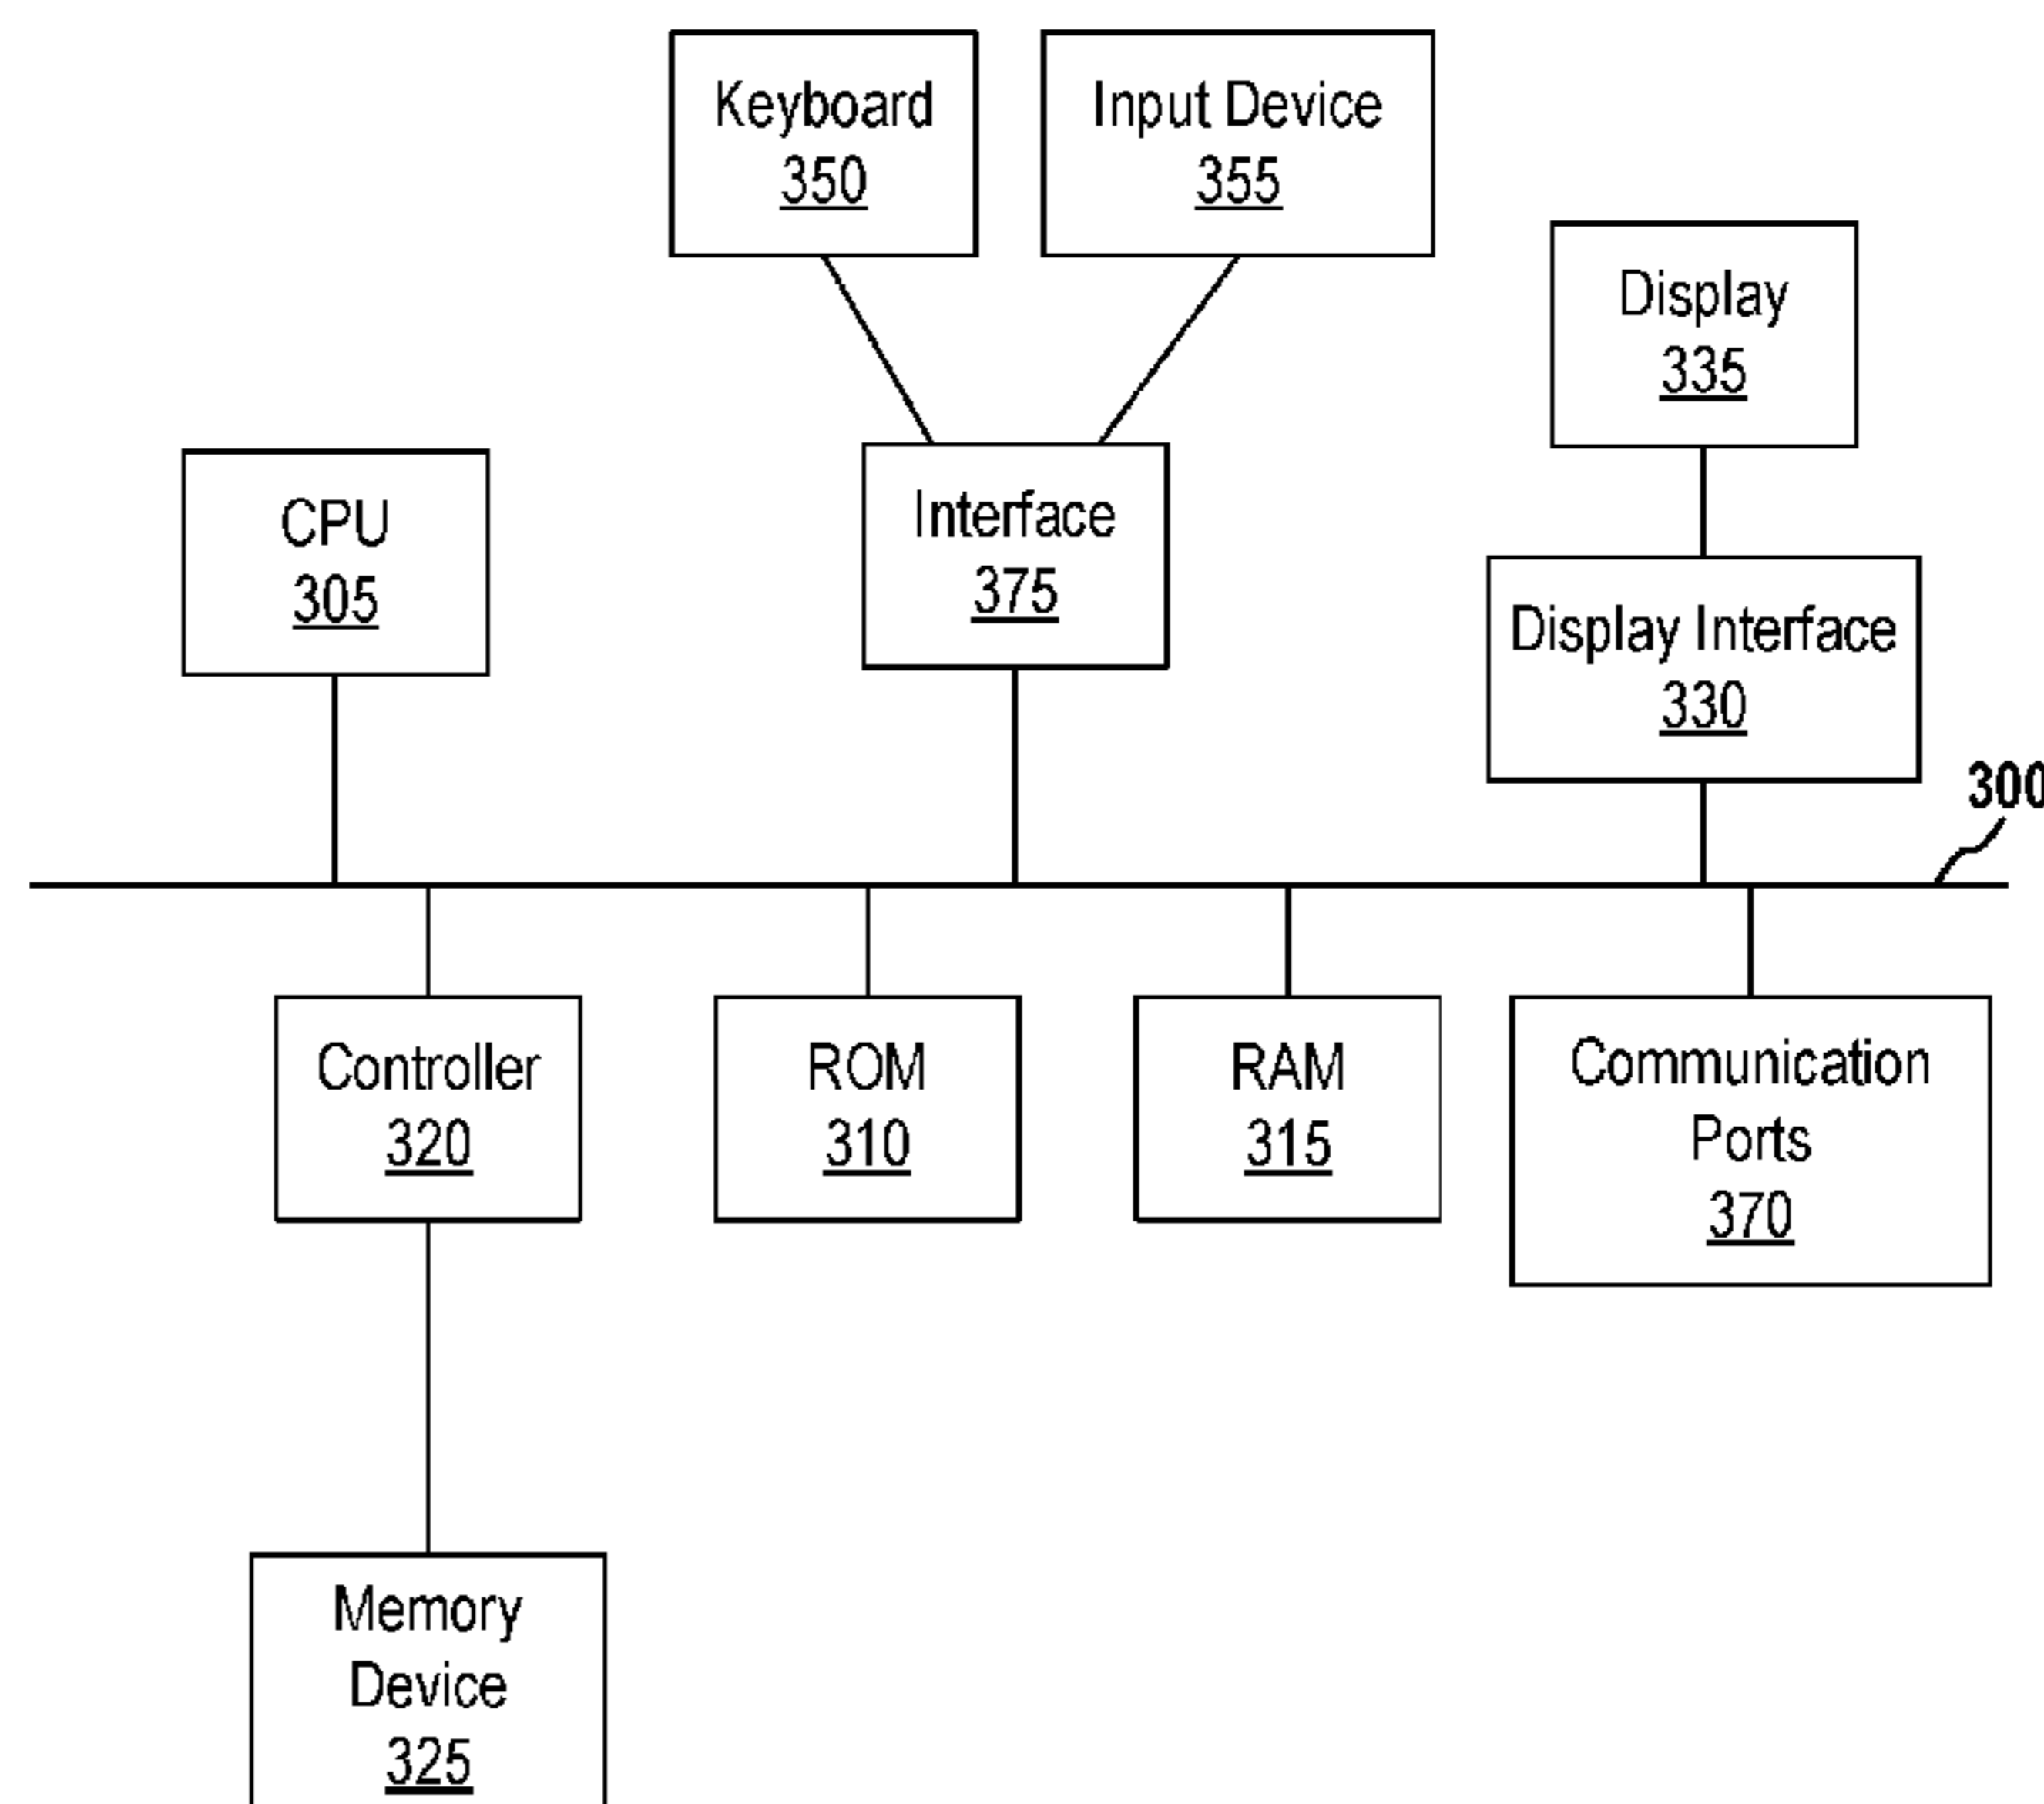 Keyboard
350
Input Device
355
Display
335
CPU
305
Interface
375
Display Interface
330
300
Controller
320
ROM
310
RAM
315
Communication
Ports
370
Memory
Device
325